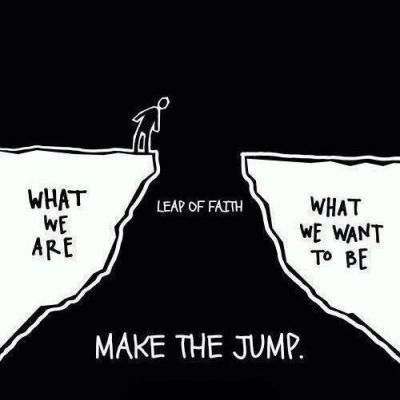 WHAT
WE
ARE
LEAP OF FAITH
WHAT
WE WANT
TO BE
MAKE THE JUMP.